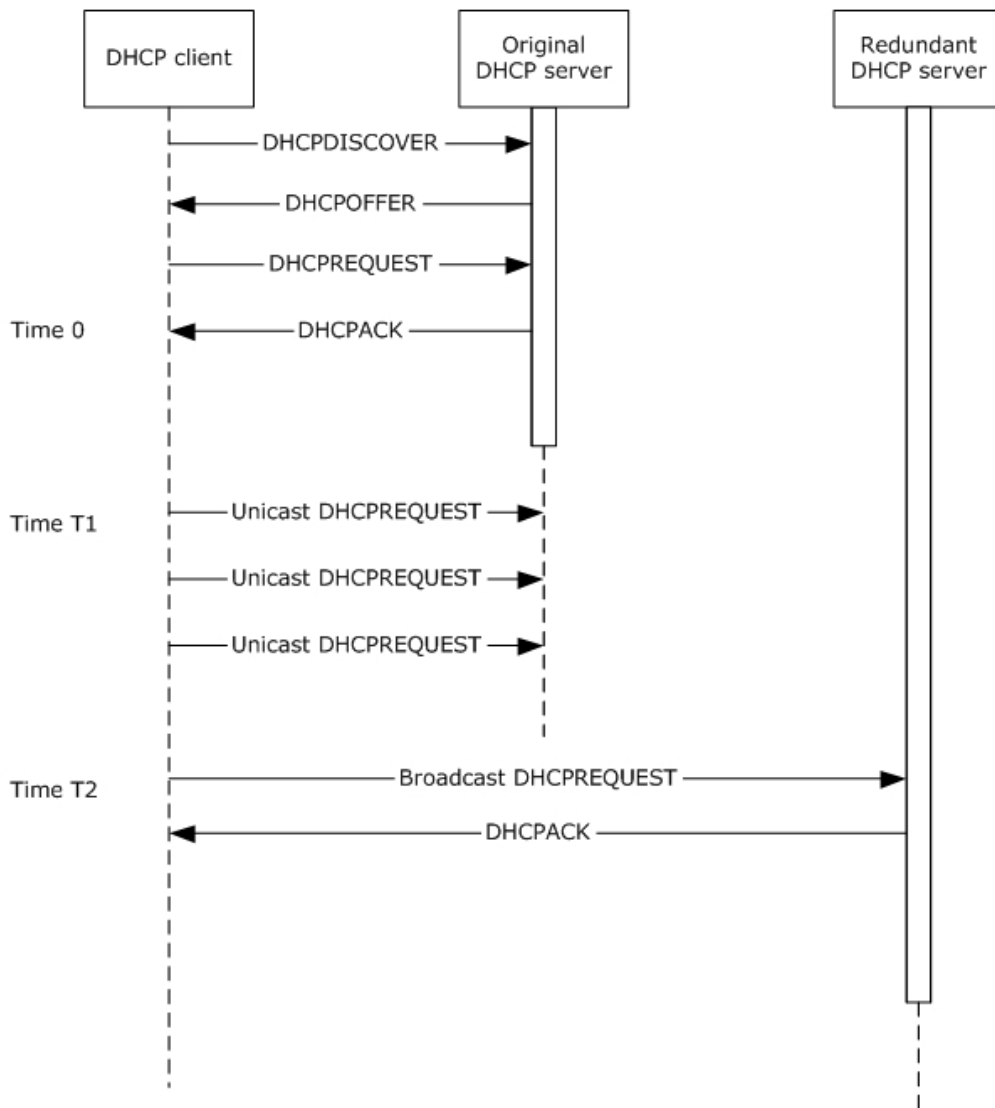 DHCP client
Original
DHCP server
Redundant
DHCP server
DHCPDISCOVER
DHCPOFFER
DHCPREQUEST
Time 0
DHCPACK
Time T1
Unicast DHCPREQUEST
Unicast DHCPREQUEST
Unicast DHCPREQUEST
Time T2
Broadcast DHCPREQUEST
DHCPACK